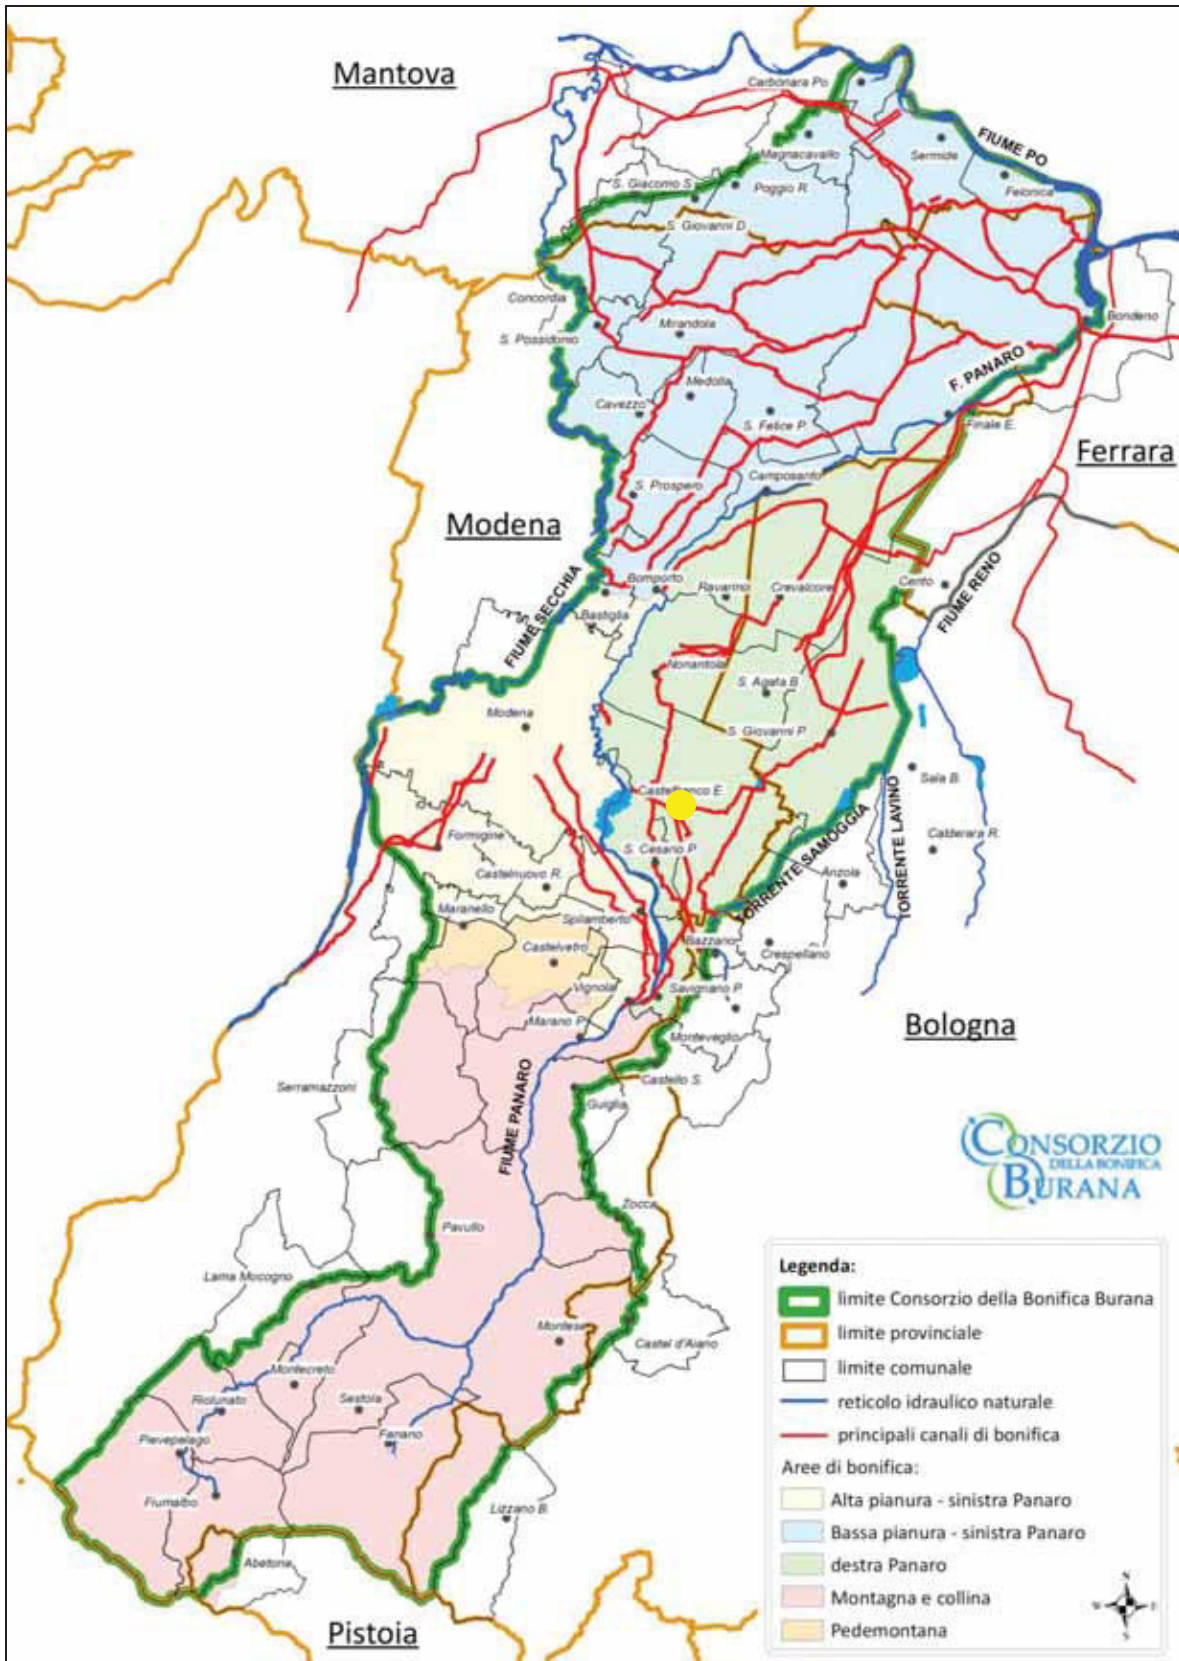 Mantova
Carbonara Po
FIUME PO
Magnacavallo
Sermide
S. Giacomo S.
Poggio R.
Felonica
S. Giovanni D.
Concordia
Bondeno
S. Possidonio
Mirandola
F. PANARO
Medolla
Cavezzo
S. Felice P.
Finale E.
Ferrara
Camposanto
S. Prospero
Modena
FIUME SECCHIA
Bomporto
Ravarino
Crevalcore
Cento
FIUME RENO
Bastiglia
Nonantola
S. Agata B.
Modena
S. Giovanni P.
Sala B.
Castelfranco E.
TORRENTE LAVINO
TORRENTE SAMOGGIA
Calderara R.
Formigine
S. Cesario P.
Castelnuovo R.
Anzola
Maranello
Spilamberto
Castelvetro
Bazzano
Crespellano
Vignola
Savignano P.
Marano P.
Bologna
Monteveglio
Serramazzoni
Castello S.
FIUME PANARO
Guiglia
CONSORZIO
DELLA BONIFICA
BURANA
Zocca
Pavullo
Lama Mocogno
Montese
Castel d'Aiano
Montecreto
Riolunato
Sestola
Fanano
Pievepelago
Fiumalbo
Lizzano B.
Abetone
Pistoia
Legenda:
limite Consorzio della Bonifica Burana
limite provinciale
limite comunale
reticolo idraulico naturale
principali canali di bonifica
Aree di bonifica:
Alta pianura - sinistra Panaro
Bassa pianura - sinistra Panaro
destra Panaro
Montagna e collina
Pedemontana
N
W
E
S